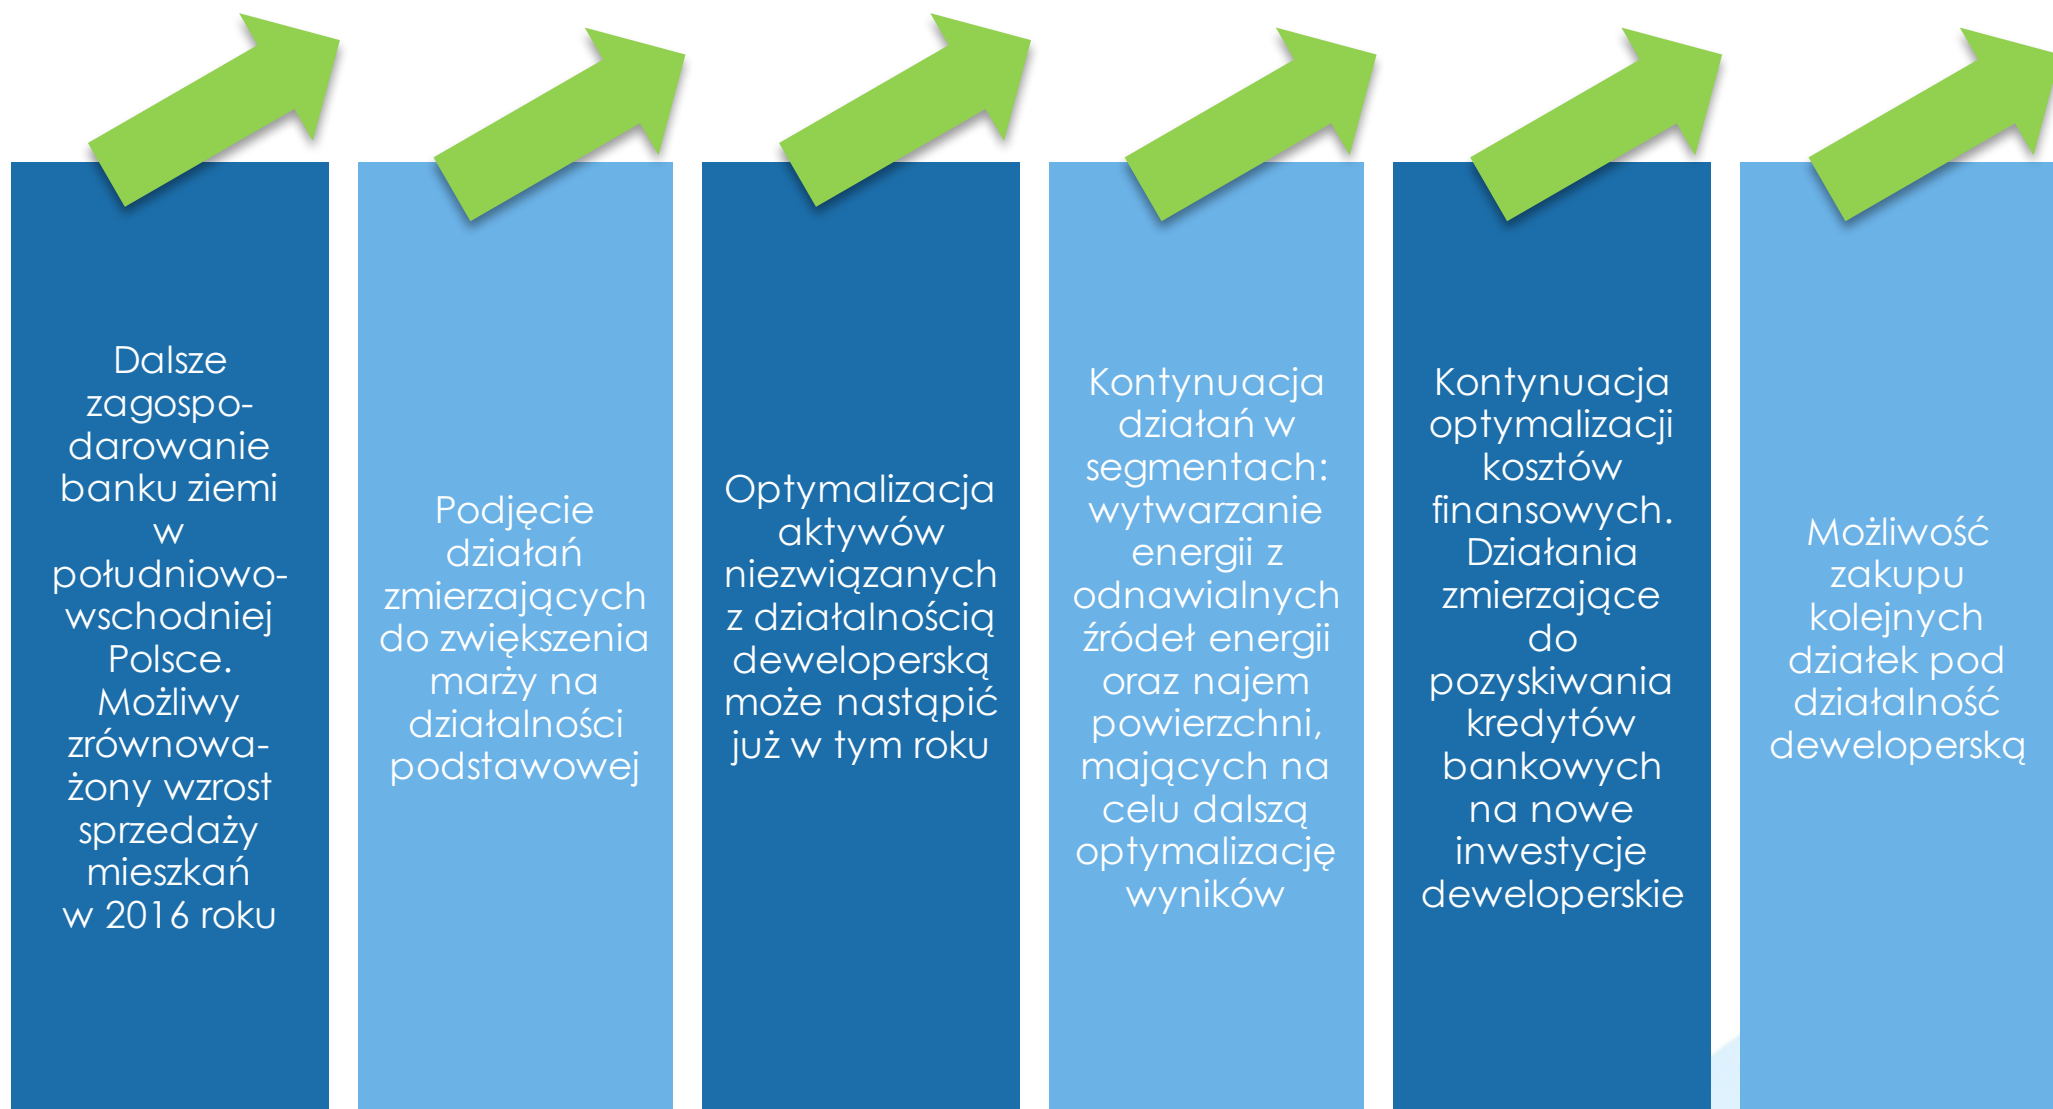 Dalsze
zagospo-
darowanie
banku ziemi
w
południowo-
wschodniej
Polsce.
Możliwy
zrównowa-
żony wzrost
sprzedaży
mieszkań
w 2016 roku
Podjęcie
działań
zmierzających
do zwiększenia
marży na
działalności
podstawowej
Optymalizacja
aktywów
niezwiązanych
z działalnością
deweloperską
może nastąpić
już w tym roku
Kontynuacja
działań w
segmentach:
wytwarzanie
energii z
odnawialnych
źródeł energii
oraz najem
powierzchni,
mających na
celu dalszą
optymalizację
wyników
Kontynuacja
optymalizacji
kosztów
finansowych.
Działania
zmierzające
do
pozyskiwania
kredytów
bankowych
na nowe
inwestycje
deweloperskie
Możliwość
zakupu
kolejnych
działek pod
działalność
deweloperską